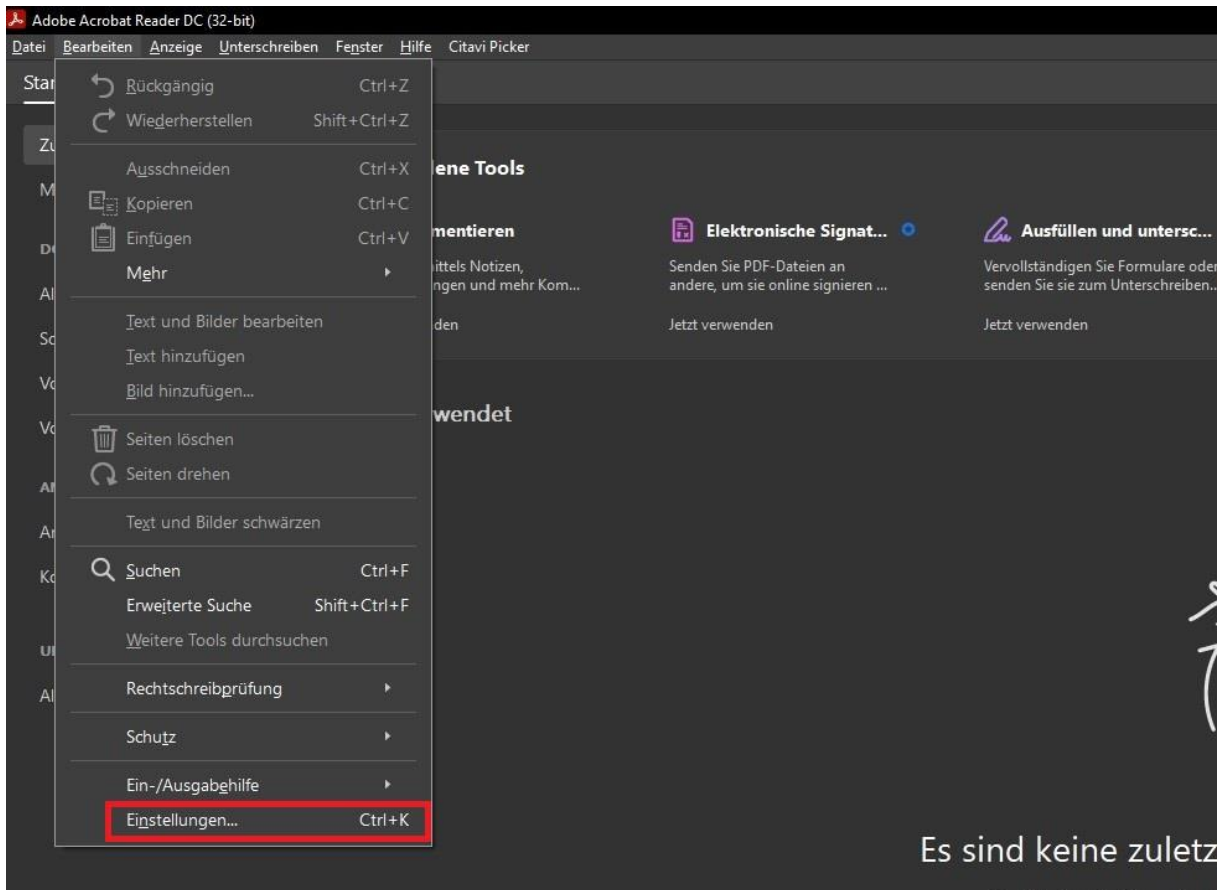 Adobe Acrobat Reader DC (32-bit)
Datei Bearbeiten Anzeige Unterschreiben Fenster Hilfe Citavi Picker
Rückgängig Ctrl+Z
Wiederherstellen Shift+Ctrl+Z
Ausschneiden Ctrl+X
Kopieren Ctrl+C
Einfügen Ctrl+V
Mehr
Text und Bilder bearbeiten
Text hinzufügen
Bild hinzufügen...
Seiten löschen
Seiten drehen
Text und Bilder schwärzen
Suchen Ctrl+F
Erweiterte Suche Shift+Ctrl+F
Weitere Tools durchsuchen
Rechtschreibprüfung
Schutz
Ein-/Ausgabehilfe
Einstellungen... Ctrl+K
ene Tools
mentieren
ittels Notizen,
ngen und mehr Kom...
den
Elektronische Signat...
Senden Sie PDF-Dateien an
andere, um sie online signieren ...
Jetzt verwenden
Ausfüllen und untersc...
Vervollständigen Sie Formulare oder
senden Sie sie zum Unterschreiben...
Jetzt verwenden
wendet
Es sind keine zuletz